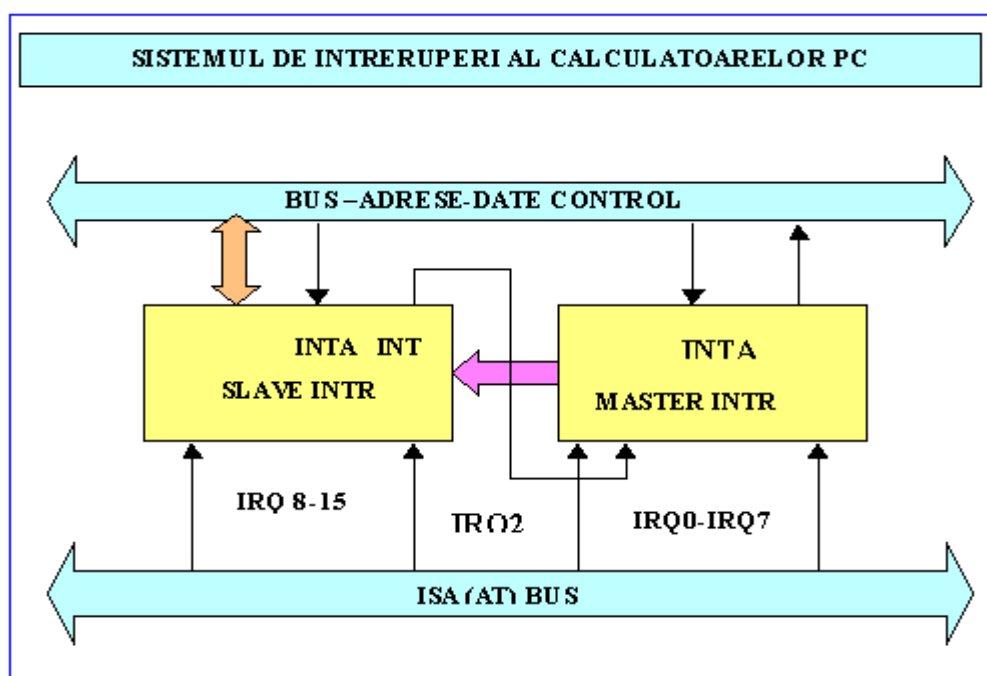 SISTEMUL DE INTRERUPERI AL CALCULATOARELOR PC
BUS–ADRESE-DATE CONTROL
INTA INT
SLAVE INTR
INTA
MASTER INTR
IRQ 8-15
IRQ2
IRQ0-IRQ7
ISA(AT) BUS